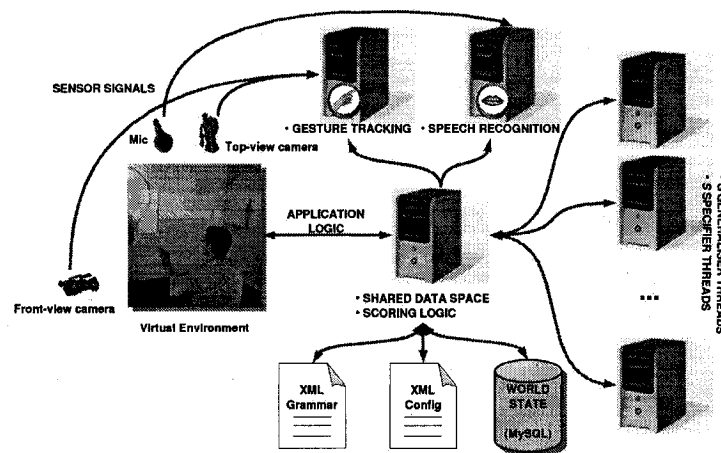 SENSOR SIGNALS
Mic
Top-view camera
• GESTURE TRACKING
• SPEECH RECOGNITION
APPLICATION
LOGIC
Front-view camera
Virtual Environment
• SHARED DATA SPACE
• SCORING LOGIC
XML
Grammar
XML
Config
WORLD
STATE
(MySQL)
...
• S SPECIFIER THREADS
THREADS